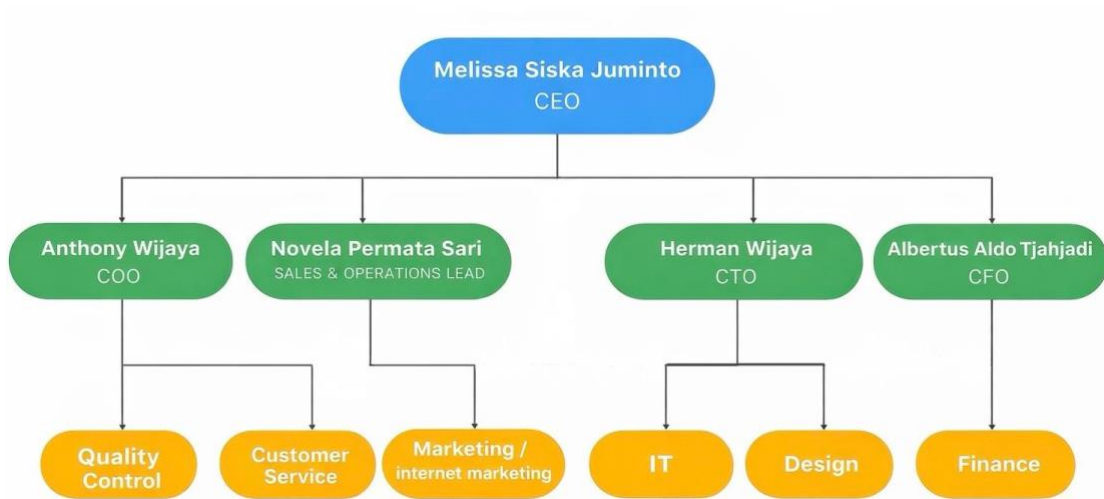 Melissa Siska Juminto
CEO
Anthony Wijaya
COO
Novela Permata Sari
SALES & OPERATIONS LEAD
Herman Wijaya
CTO
Albertus Aldo Tjahjadi
CFO
Quality
Control
Customer
Service
Marketing /
internet marketing
IT
Design
Finance